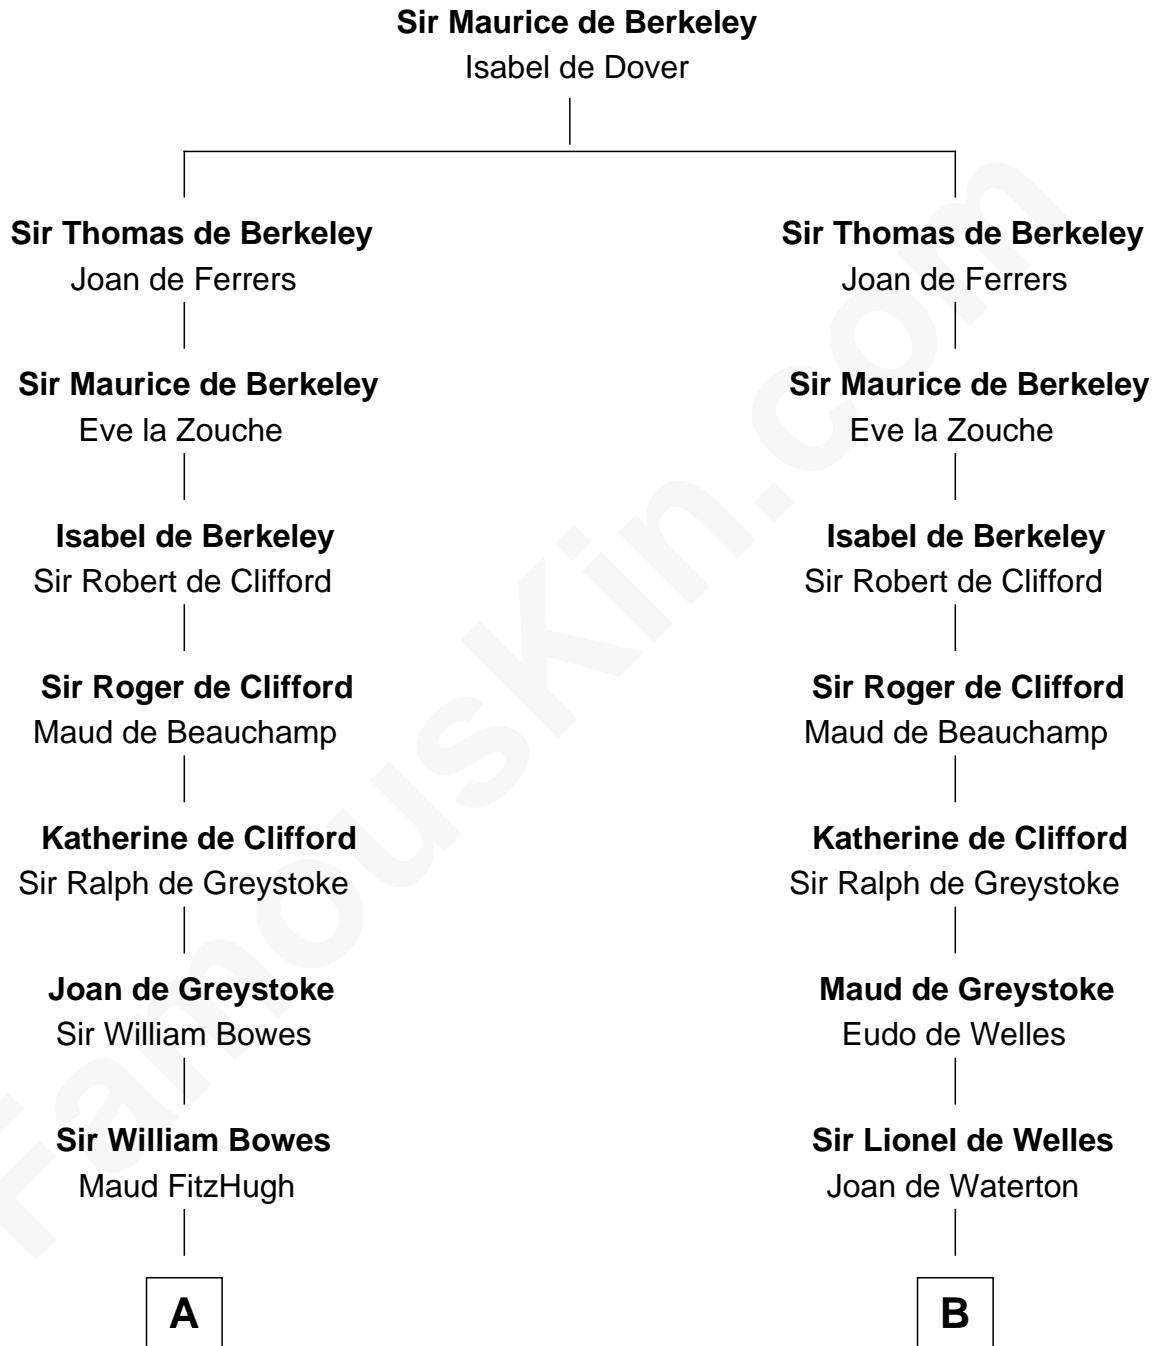 Sir Maurice de Berkeley
Isabel de Dover
Sir Thomas de Berkeley Sir Thomas de Berkeley
Joan de Ferrers Joan de Ferrers
Sir Maurice de Berkeley Sir Maurice de Berkeley
Eve la Zouche Eve la Zouche
Isabel de Berkeley Isabel de Berkeley
Sir Robert de Clifford Sir Robert de Clifford
Sir Roger de Clifford Sir Roger de Clifford
Maud de Beauchamp Maud de Beauchamp
Katherine de Clifford Katherine de Clifford
Sir Ralph de Greystoke Sir Ralph de Greystoke
Joan de Greystoke Maud de Greystoke
Sir William Bowes Eudo de Welles
Sir William Bowes Sir Lionel de Welles
Maud FitzHugh Joan de Waterton
A B
FamousKin.com